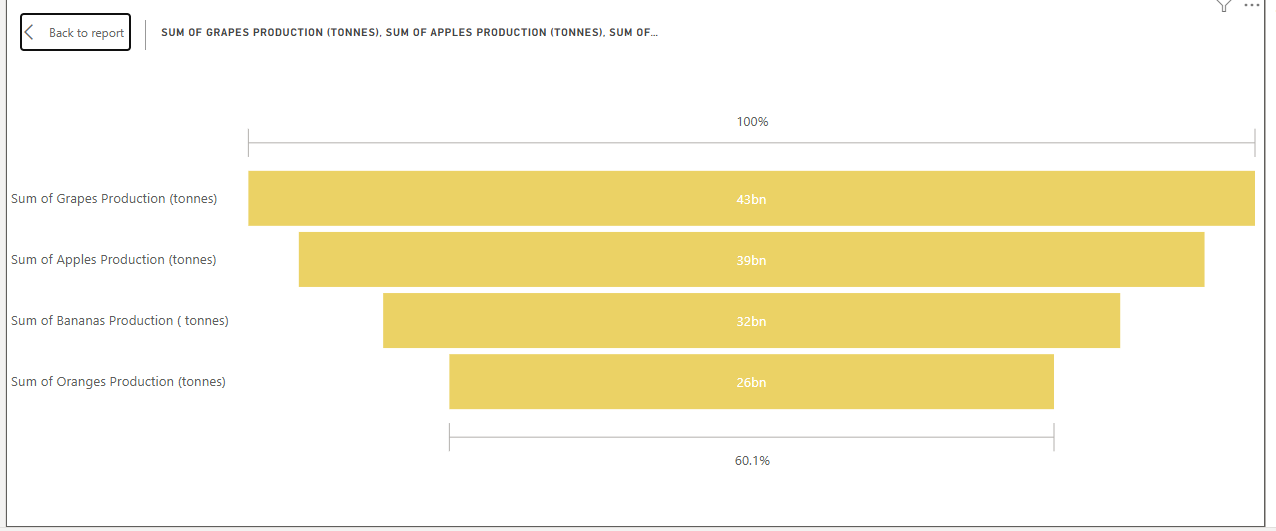 Back to report
SUM OF GRAPES PRODUCTION (TONNES), SUM OF APPLES PRODUCTION (TONNES), SUM OF...
100%
Sum of Grapes Production (tonnes)
43bn
Sum of Apples Production (tonnes)
39bn
Sum of Bananas Production ( tonnes)
32bn
Sum of Oranges Production (tonnes)
26bn
60.1%